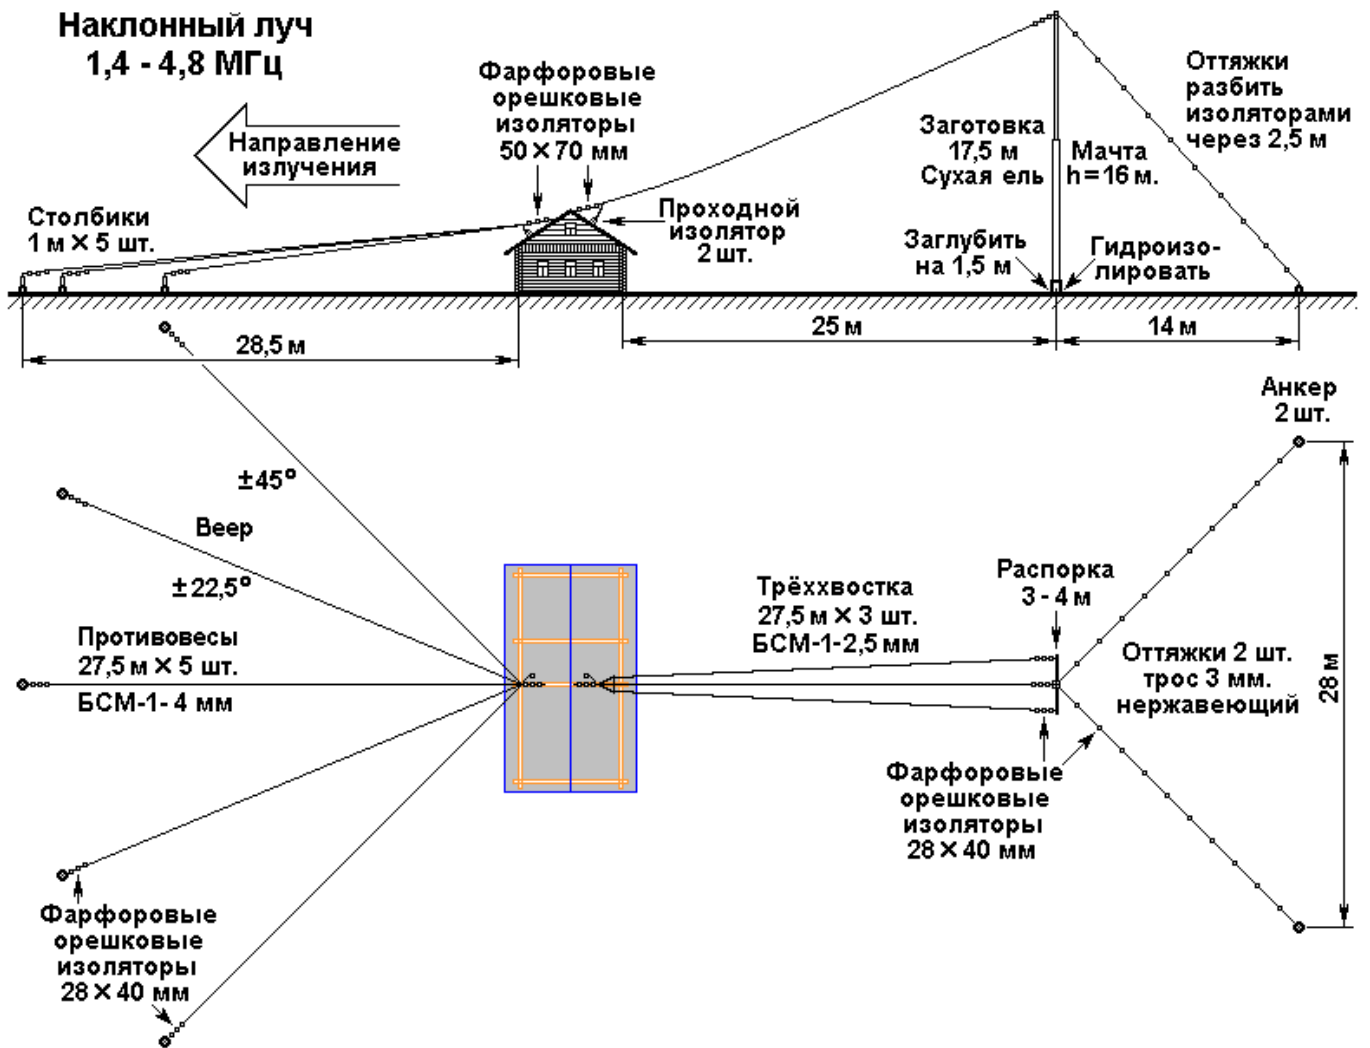 Наклонный луч
1,4 - 4,8 МГц
Направление
излучения
Фарфоровые
орешковые
изоляторы
50 × 70 мм
Столбики
1 м × 5 шт.
Проходной
изолятор
2 шт.
Заготовка
17,5 м
Сухая ель
Мачта
h = 16 м.
Оттяжки
разбить
изоляторами
через 2,5 м
Заглубить
на 1,5 м
Гидроизо-
лировать
28,5 м
25 м
14 м
Анкер
2 шт.
±45°
Веер
±22,5°
Противовесы
27,5 м × 5 шт.
БСМ-1- 4 мм
Трёххвостка
27,5 м × 3 шт.
БСМ-1-2,5 мм
Распорка
3 - 4 м
Оттяжки 2 шт.
трос 3 мм.
нержавеющий
28 м
Фарфоровые
орешковые
изоляторы
28 × 40 мм
Фарфоровые
орешковые
изоляторы
28 × 40 мм